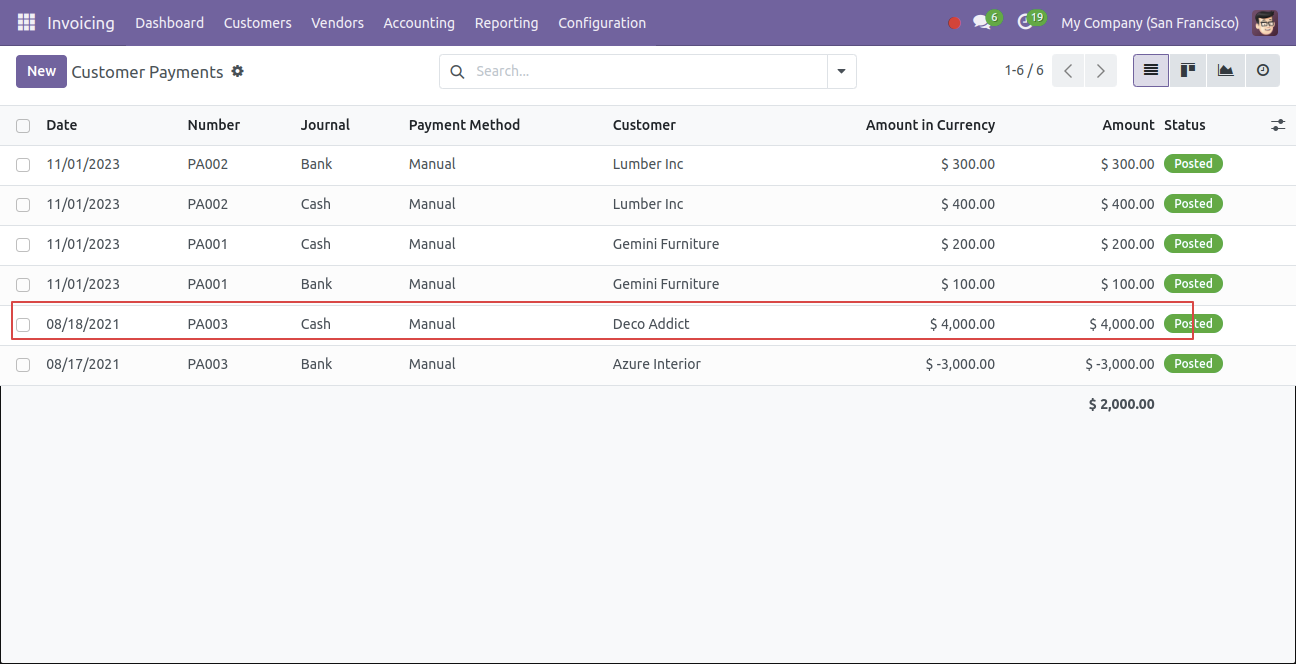 Invoicing Dashboard Customers Vendors Accounting Reporting Configuration 6 19 My Company (San Francisco)
New Customer Payments Search... 1-6 / 6
Date Number Journal Payment Method Customer Amount in Currency Amount Status
11/01/2023 PA002 Bank Manual Lumber Inc $ 300.00 $ 300.00 Posted
11/01/2023 PA002 Cash Manual Lumber Inc $ 400.00 $ 400.00 Posted
11/01/2023 PA001 Cash Manual Gemini Furniture $ 200.00 $ 200.00 Posted
11/01/2023 PA001 Bank Manual Gemini Furniture $ 100.00 $ 100.00 Posted
08/18/2021 PA003 Cash Manual Deco Addict $ 4,000.00 $ 4,000.00 Posted
08/17/2021 PA003 Bank Manual Azure Interior $ -3,000.00 $ -3,000.00 Posted
$ 2,000.00